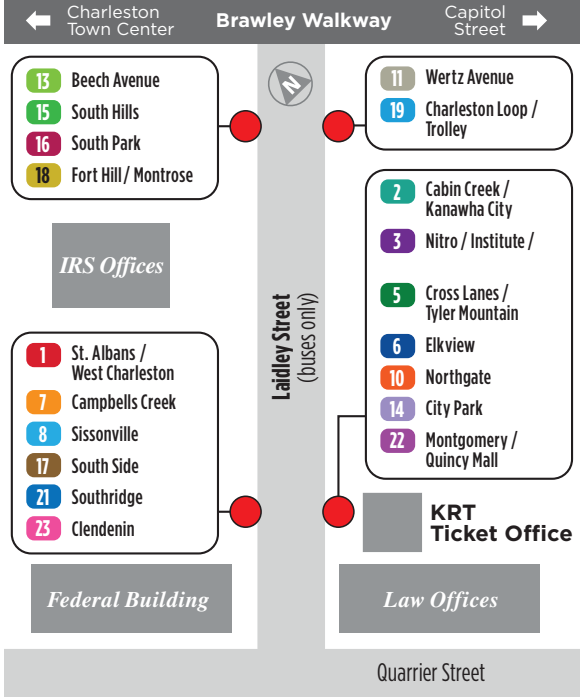 Charleston
Town Center
Brawley Walkway
Capitol
Street
13 Beech Avenue
15 South Hills
16 South Park
18 Fort Hill / Montrose
N
11 Wertz Avenue
19 Charleston Loop /
Trolley
IRS Offices
2 Cabin Creek /
Kanawha City
3 Nitro / Institute /
5 Cross Lanes /
Tyler Mountain
6 Elkview
10 Northgate
14 City Park
22 Montgomery /
Quincy Mall
Laidley Street
(buses only)
1 St. Albans /
West Charleston
7 Campbells Creek
8 Sissonville
17 South Side
21 Southridge
23 Clendenin
KRT
Ticket Office
Federal Building
Law Offices
Quarrier Street